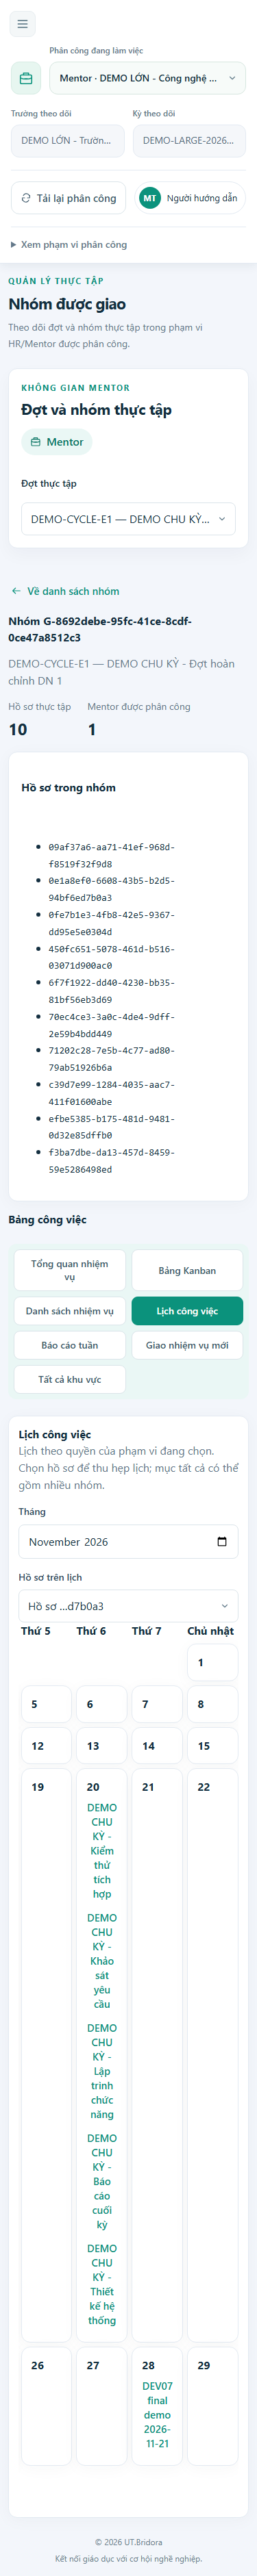 Phân công đang làm việc
Mentor · DEMO LỚN - Công nghệ ...
Trường theo dõi
Kỳ theo dõi
DEMO LỚN - Trườn...
DEMO-LARGE-2026...
Tải lại phân công
MT
Người hướng dẫn
Xem phạm vi phân công
QUẢN LÝ THỰC TẬP
Nhóm được giao
Theo dõi đợt và nhóm thực tập trong phạm vi
HR/Mentor được phân công.
KHÔNG GIAN MENTOR
Đợt và nhóm thực tập
Mentor
Đợt thực tập
DEMO-CYCLE-E1 — DEMO CHU KỲ...
Về danh sách nhóm
Nhóm G-8692debe-95fc-41ce-8cdf-
0ce47a8512c3
DEMO-CYCLE-E1 — DEMO CHU KỲ - Đợt hoàn
chỉnh DN 1
Hồ sơ thực tập
Mentor được phân công
10
1
Hồ sơ trong nhóm
09af37a6-aa71-41ef-968d-
f8519f32f9d8
0e1a8ef0-6608-43b5-b2d5-
94bf6ed7b0a3
0fe7b1e3-4fb8-42e5-9367-
dd95e5e0304d
450fc651-5078-461d-b516-
03071d900ac0
6f7f1922-dd40-4230-bb35-
81bf56eb3d69
70ec4ce3-3a0c-4de4-9dff-
2e59b4bdd449
71202c28-7e5b-4c77-ad80-
79ab51926b6a
c39d7e99-1284-4035-aac7-
411f01600abe
efbe5385-b175-481d-9481-
0d32e85dffb0
f3ba7dbe-da13-457d-8459-
59e5286498ed
Bảng công việc
Tổng quan nhiệm
vụ
Bảng Kanban
Danh sách nhiệm vụ
Lịch công việc
Báo cáo tuần
Giao nhiệm vụ mới
Tất cả khu vực
Lịch công việc
Lịch theo quyền của phạm vi đang chọn.
Chọn hồ sơ để thu hẹp lịch; mục tất cả có thể
gồm nhiều nhóm.
Tháng
November 2026
Hồ sơ trên lịch
Hồ sơ ...d7b0a3
Thứ 5
Thứ 6
Thứ 7
Chủ nhật
1
5
6
7
8
12
13
14
15
19
20
21
22
DEMO
CHU
KỲ -
Kiểm
thử
tích
hợp
DEMO
CHU
KỲ -
Khảo
sát
yêu
cầu
DEMO
CHU
KỲ -
Lập
trình
chức
năng
DEMO
CHU
KỲ -
Báo
cáo
cuối
kỳ
DEMO
CHU
KỲ -
Thiết
kế hệ
thống
26
27
28
29
DEV07
final
demo
2026-
11-21
© 2026 UT.Bridora
Kết nối giáo dục với cơ hội nghề nghiệp.